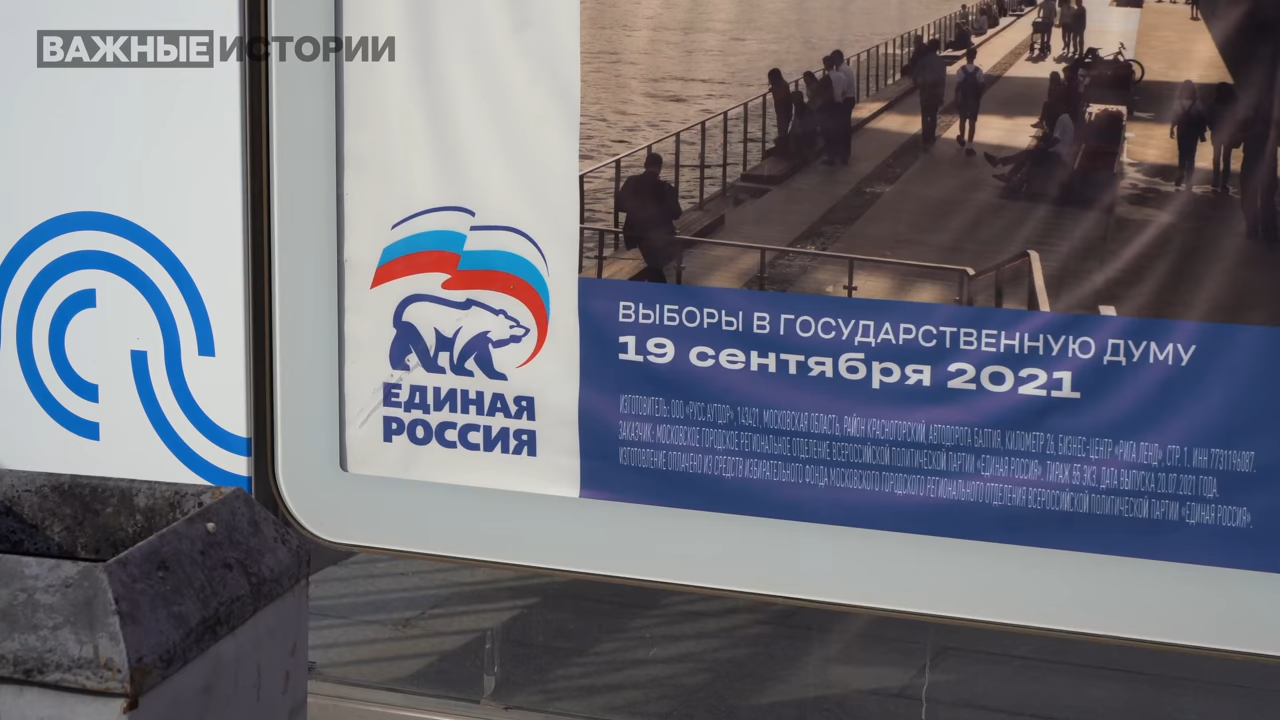 ВАЖНЫЕ ИСТОРИИ
ЕДИНАЯ
РОССИЯ
ВЫБОРЫ В ГОСУДАРСТВЕННУЮ ДУМУ
19 сентября 2021
ИЗГОТОВИТЕЛЬ: ООО «РУСС АУТДОР», 143421, МОСКОВСКАЯ ОБЛАСТЬ, РАЙОН КРАСНОГОРСКИЙ, АВТОДОРОГА БАЛТИЯ, КИЛОМЕТР 26, БИЗНЕС-ЦЕНТР «РИГА ЛЕНД», СТР. 1. ИНН 7731196087.
ЗАКАЗЧИК: МОСКОВСКОЕ ГОРОДСКОЕ РЕГИОНАЛЬНОЕ ОТДЕЛЕНИЕ ВСЕРОССИЙСКОЙ ПОЛИТИЧЕСКОЙ ПАРТИИ «ЕДИНАЯ РОССИЯ». ТИРАЖ 55 ЭКЗ. ДАТА ВЫПУСКА 20.07.2021 ГОДА.
ИЗГОТОВЛЕНИЕ ОПЛАЧЕНО ИЗ СРЕДСТВ ИЗБИРАТЕЛЬНОГО ФОНДА МОСКОВСКОГО ГОРОДСКОГО РЕГИОНАЛЬНОГО ОТДЕЛЕНИЯ ВСЕРОССИЙСКОЙ ПОЛИТИЧЕСКОЙ ПАРТИИ «ЕДИНАЯ РОССИЯ».